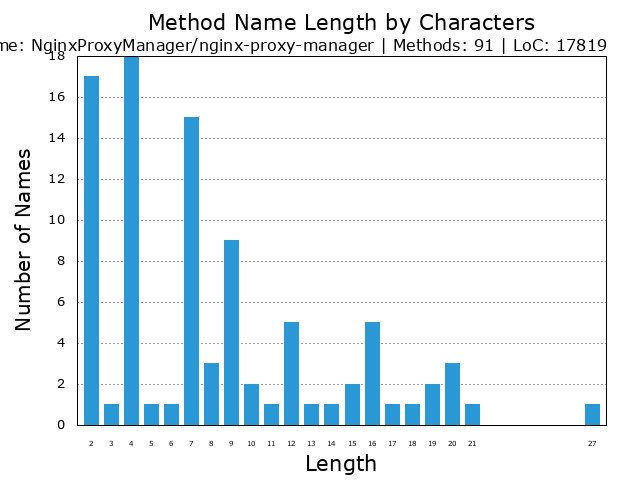 Method Name Length by Characters
me: NginxProxyManager/nginx-proxy-manager | Methods: 91 | LoC: 17819
18
16
14
12
10
8
6
4
2
0
Number of Names
2 3 4 5 6 7 8 9 10 11 12 13 14 15 16 17 18 19 20 21 27
Length